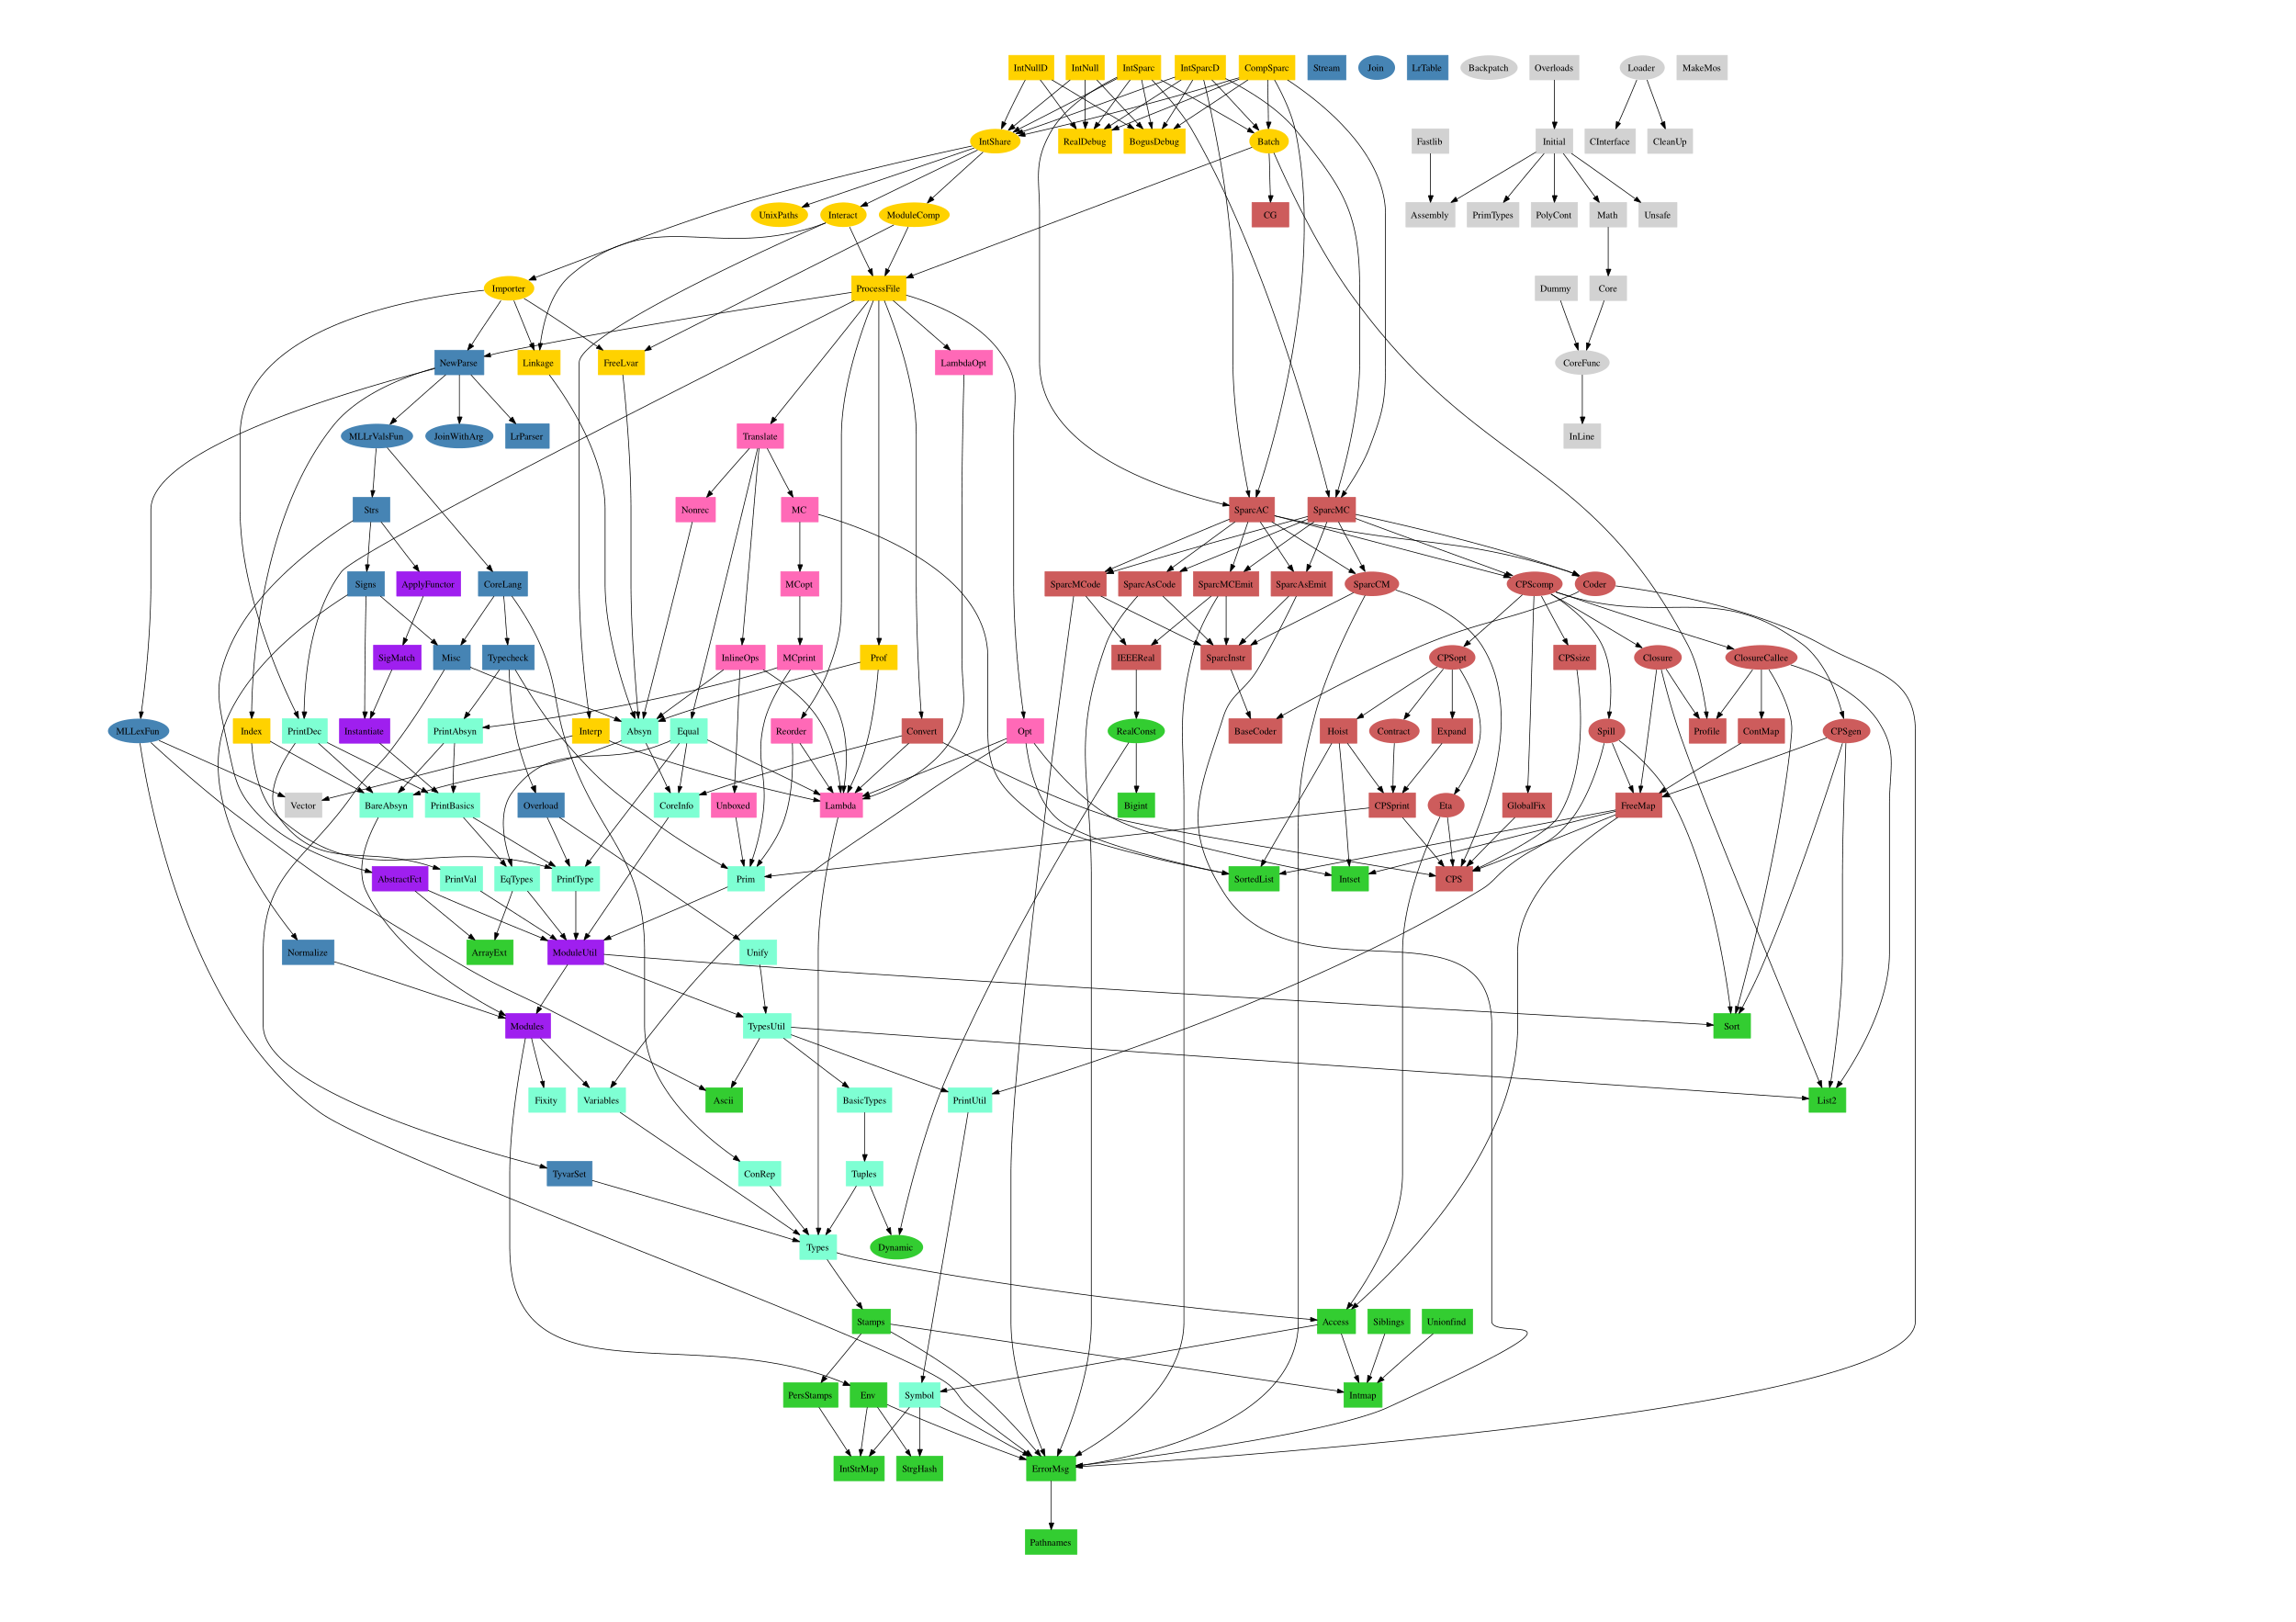 IntNullD
IntNull
IntSparc
IntSparcD
CompSparc
Stream
Join
LrTable
Backpatch
Overloads
Loader
MakeMos
IntShare
RealDebug
BogusDebug
Batch
Fastlib
Initial
CInterface
CleanUp
UnixPaths
Interact
ModuleComp
CG
Assembly
PrimTypes
PolyCont
Math
Unsafe
Importer
ProcessFile
Dummy
Core
NewParse
Linkage
FreeLvar
LambdaOpt
CoreFunc
MLLrValsFun
JoinWithArg
LrParser
Translate
InLine
Strs
Nonrec
MC
SparcAC
SparcMC
Signs
ApplyFunctor
CoreLang
MCopt
SparcMCode
SparcAsCode
SparcMCEmit
SparcAsEmit
SparcCM
CPScomp
Coder
SigMatch
Misc
Typecheck
InlineOps
MCprint
Prof
IEEEReal
SparcInstr
CPSopt
CPSsize
Closure
ClosureCallee
MLLexFun
Index
PrintDec
Instantiate
PrintAbsyn
Interp
Absyn
Equal
Reorder
Convert
Opt
RealConst
BaseCoder
Hoist
Contract
Expand
Spill
Profile
ContMap
CPSgen
Vector
BareAbsyn
PrintBasics
Overload
CoreInfo
Unboxed
Lambda
Bigint
CPSprint
Eta
GlobalFix
FreeMap
AbstractFct
PrintVal
EqTypes
PrintType
Prim
SortedList
Intset
CPS
Normalize
ArrayExt
ModuleUtil
Unify
Modules
TypesUtil
Sort
Fixity
Variables
Ascii
BasicTypes
PrintUtil
List2
TyvarSet
ConRep
Tuples
Types
Dynamic
Stamps
Access
Siblings
Unionfind
PersStamps
Env
Symbol
Intmap
IntStrMap
StrgHash
ErrorMsg
Pathnames